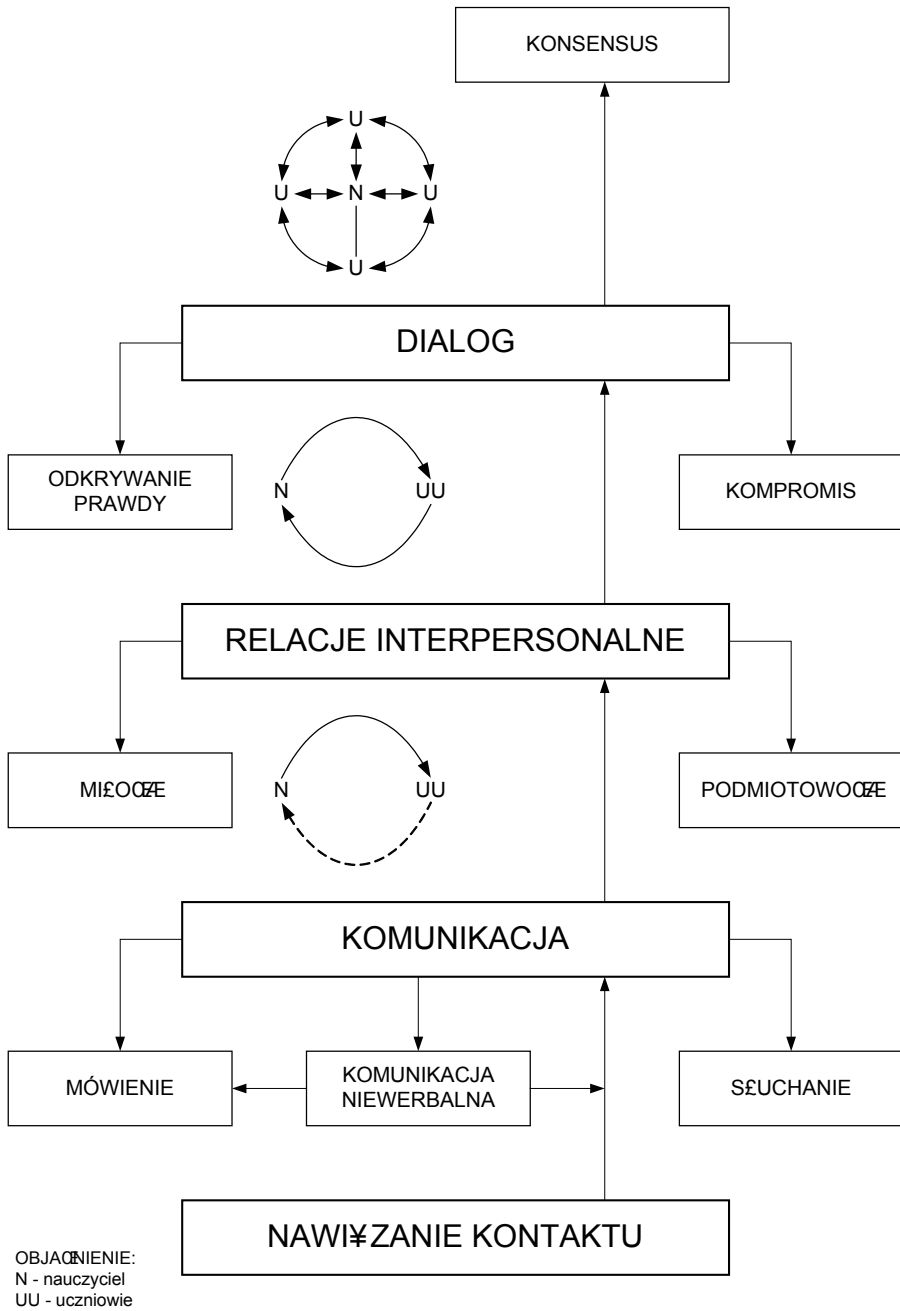 KONSENSUS
U
U N U
U
DIALOG
ODKRYWANIE
PRAWDY
N UU
KOMPROMIS
RELACJE INTERPERSONALNE
MI£OŒÆ
N UU
PODMIOTOWOŒÆ
KOMUNIKACJA
MÓWIENIE
KOMUNIKACJA
NIEWERBALNA
S£UCHANIE
NAWI¥ZANIE KONTAKTU
OBJAŒNIENIE:
N - nauczyciel
UU - uczniowie